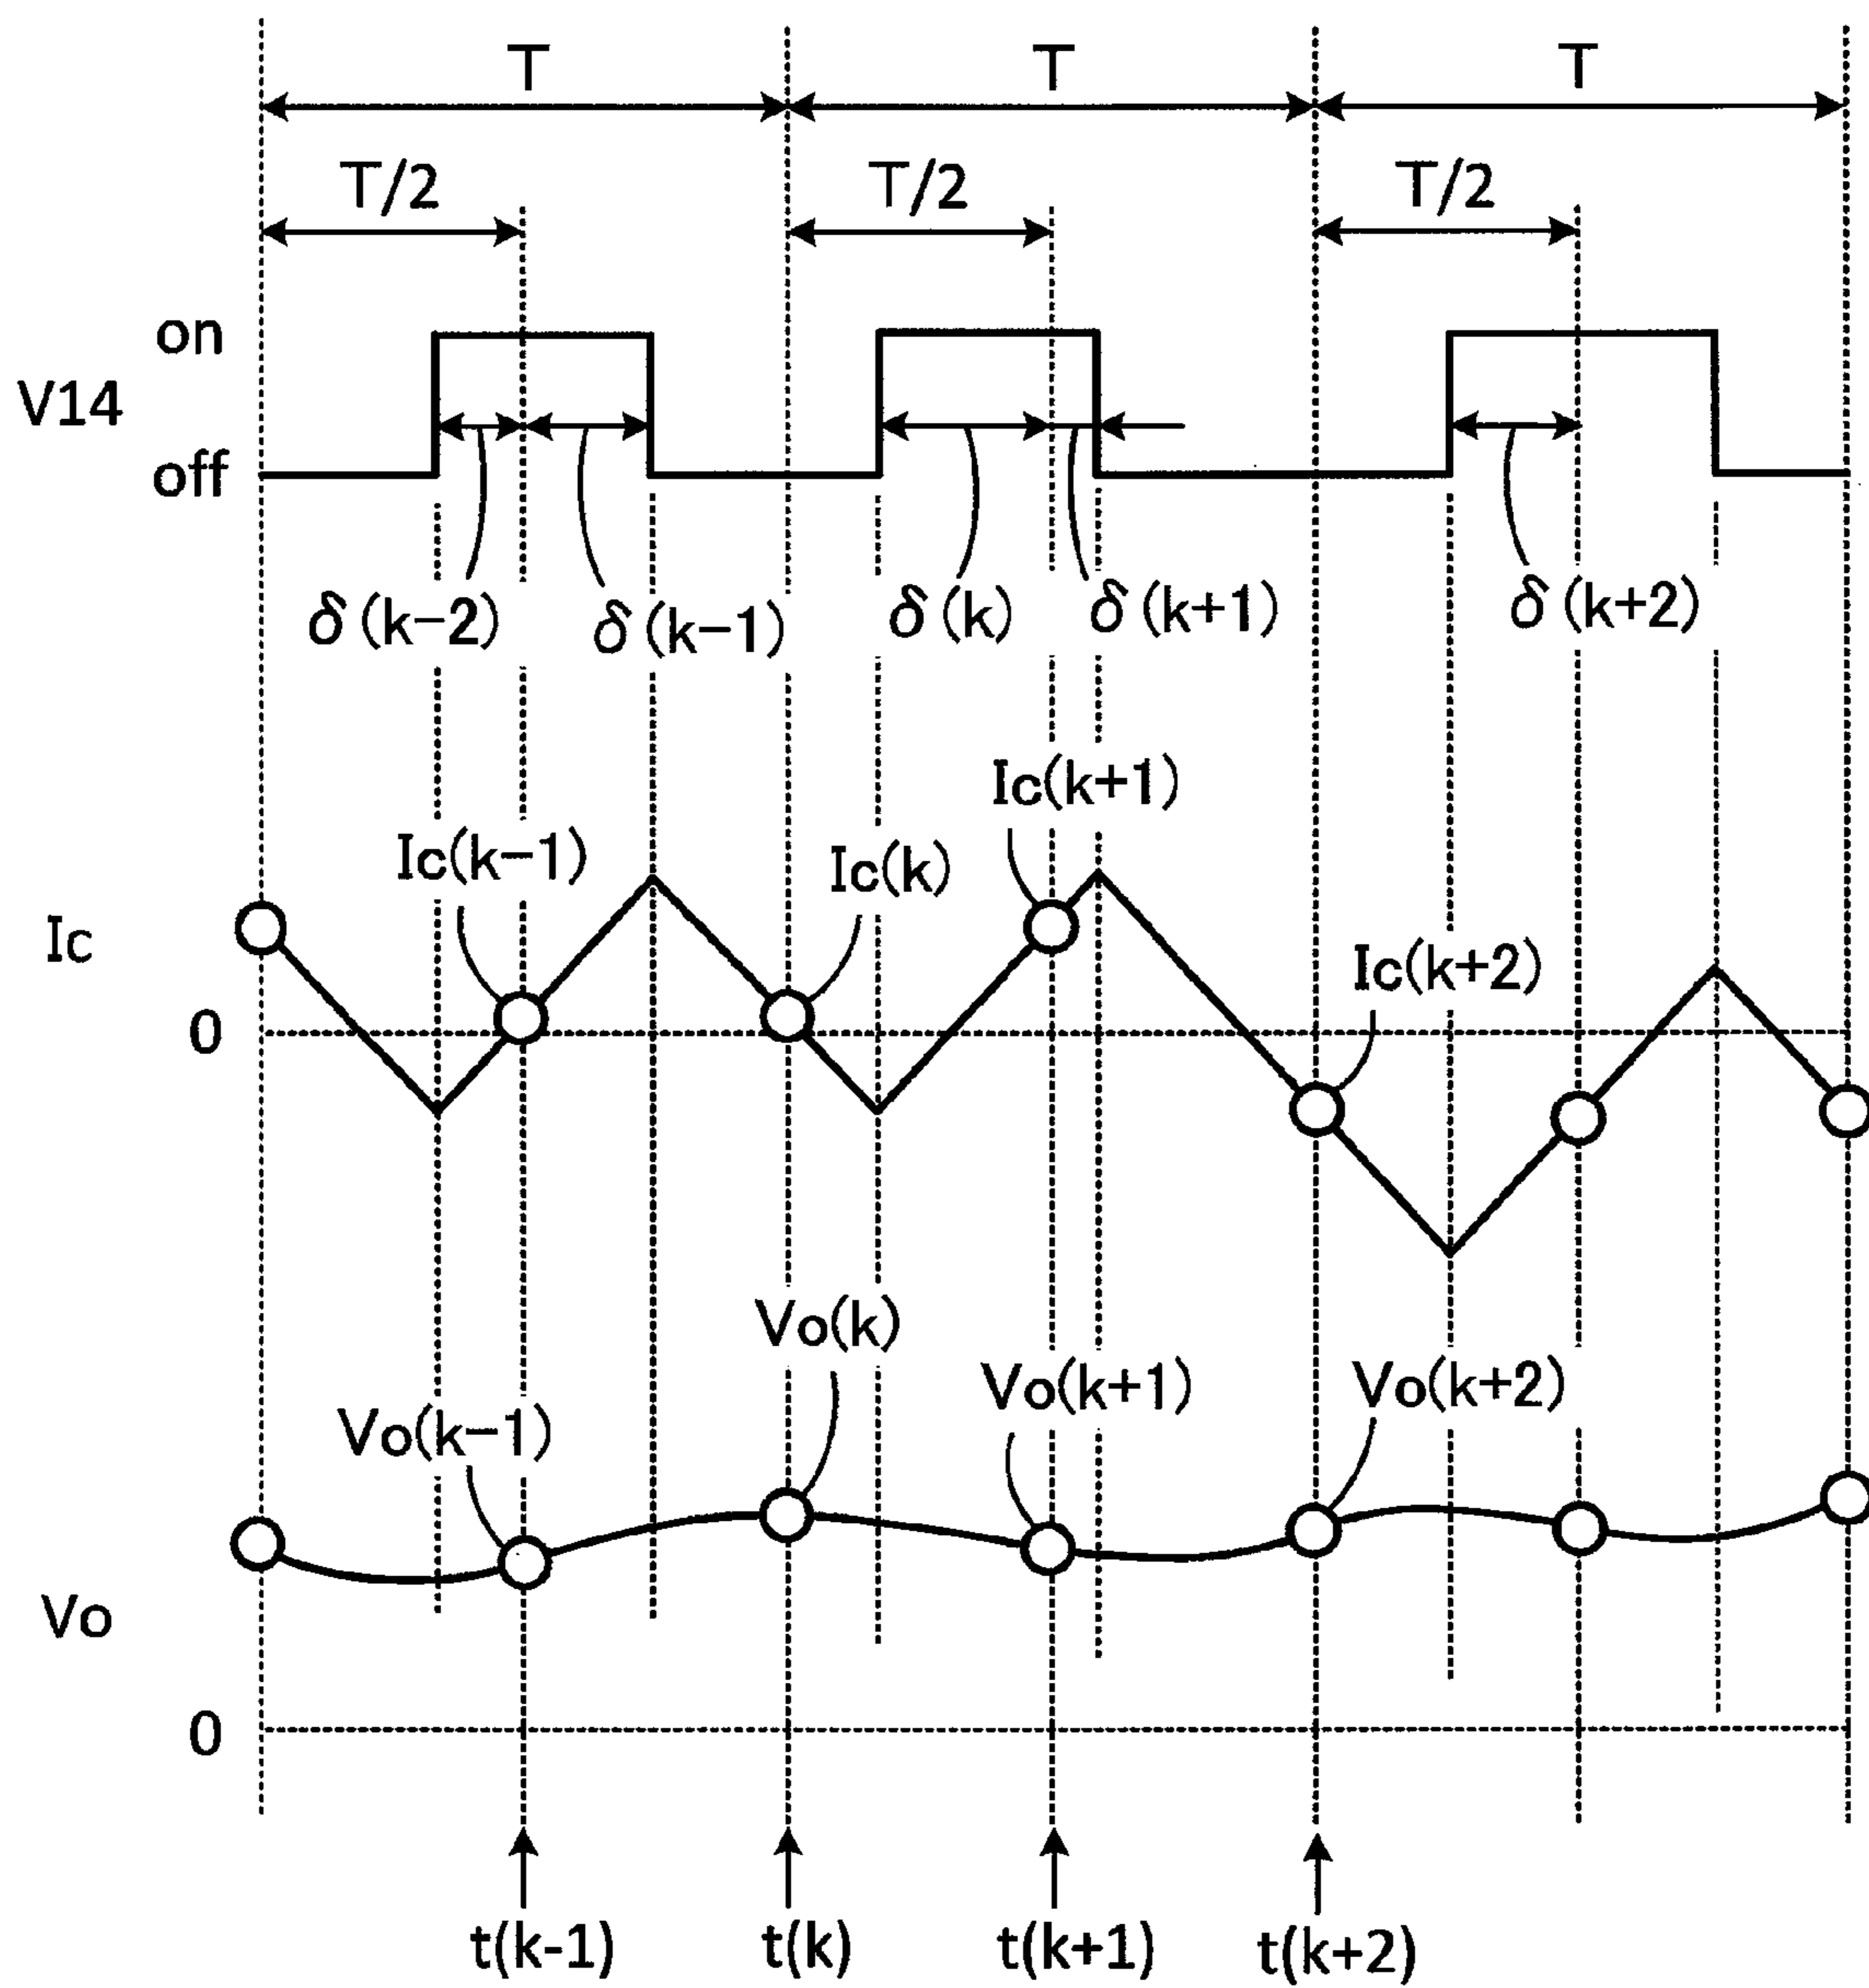 T T T
T/2 T/2 T/2
on
V14
off
δ(k-2) δ(k-1) δ(k) δ(k+1) δ(k+2)
Ic(k+1)
Ic(k-1) Ic(k)
Ic Ic(k+2)
0
Vo(k)
Vo(k+1) Vo(k+2)
Vo(k-1)
Vo
0
t(k-1) t(k) t(k+1) t(k+2)